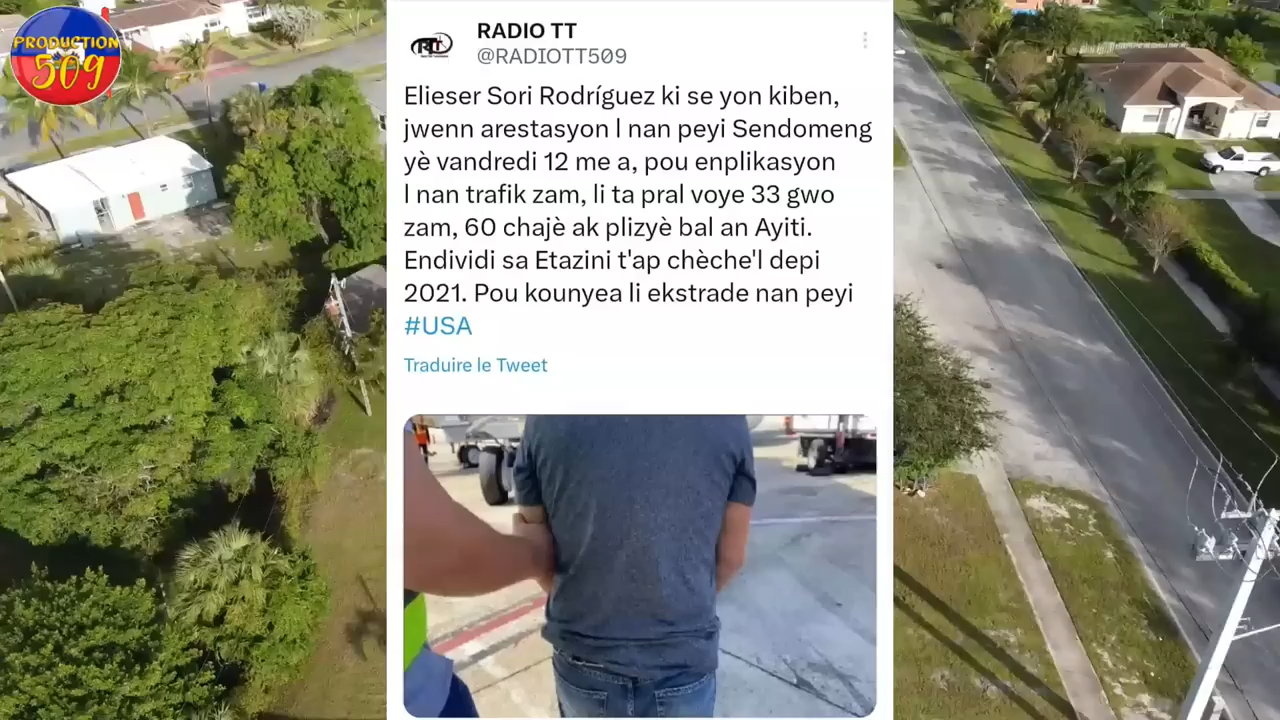 PRODUCTION
509
RADIO TT
@RADIOTT509
Elieser Sori Rodríguez ki se yon kiben,
jwenn arestasyon l nan peyi Sendomeng
yè vandredi 12 me a, pou enplikasyon
l nan trafik zam, li ta pral voye 33 gwo
zam, 60 chajè ak plizyè bal an Ayiti.
Endividi sa Etazini t'ap chèche'l depi
2021. Pou kounyea li ekstrade nan peyi
#USA
Traduire le Tweet